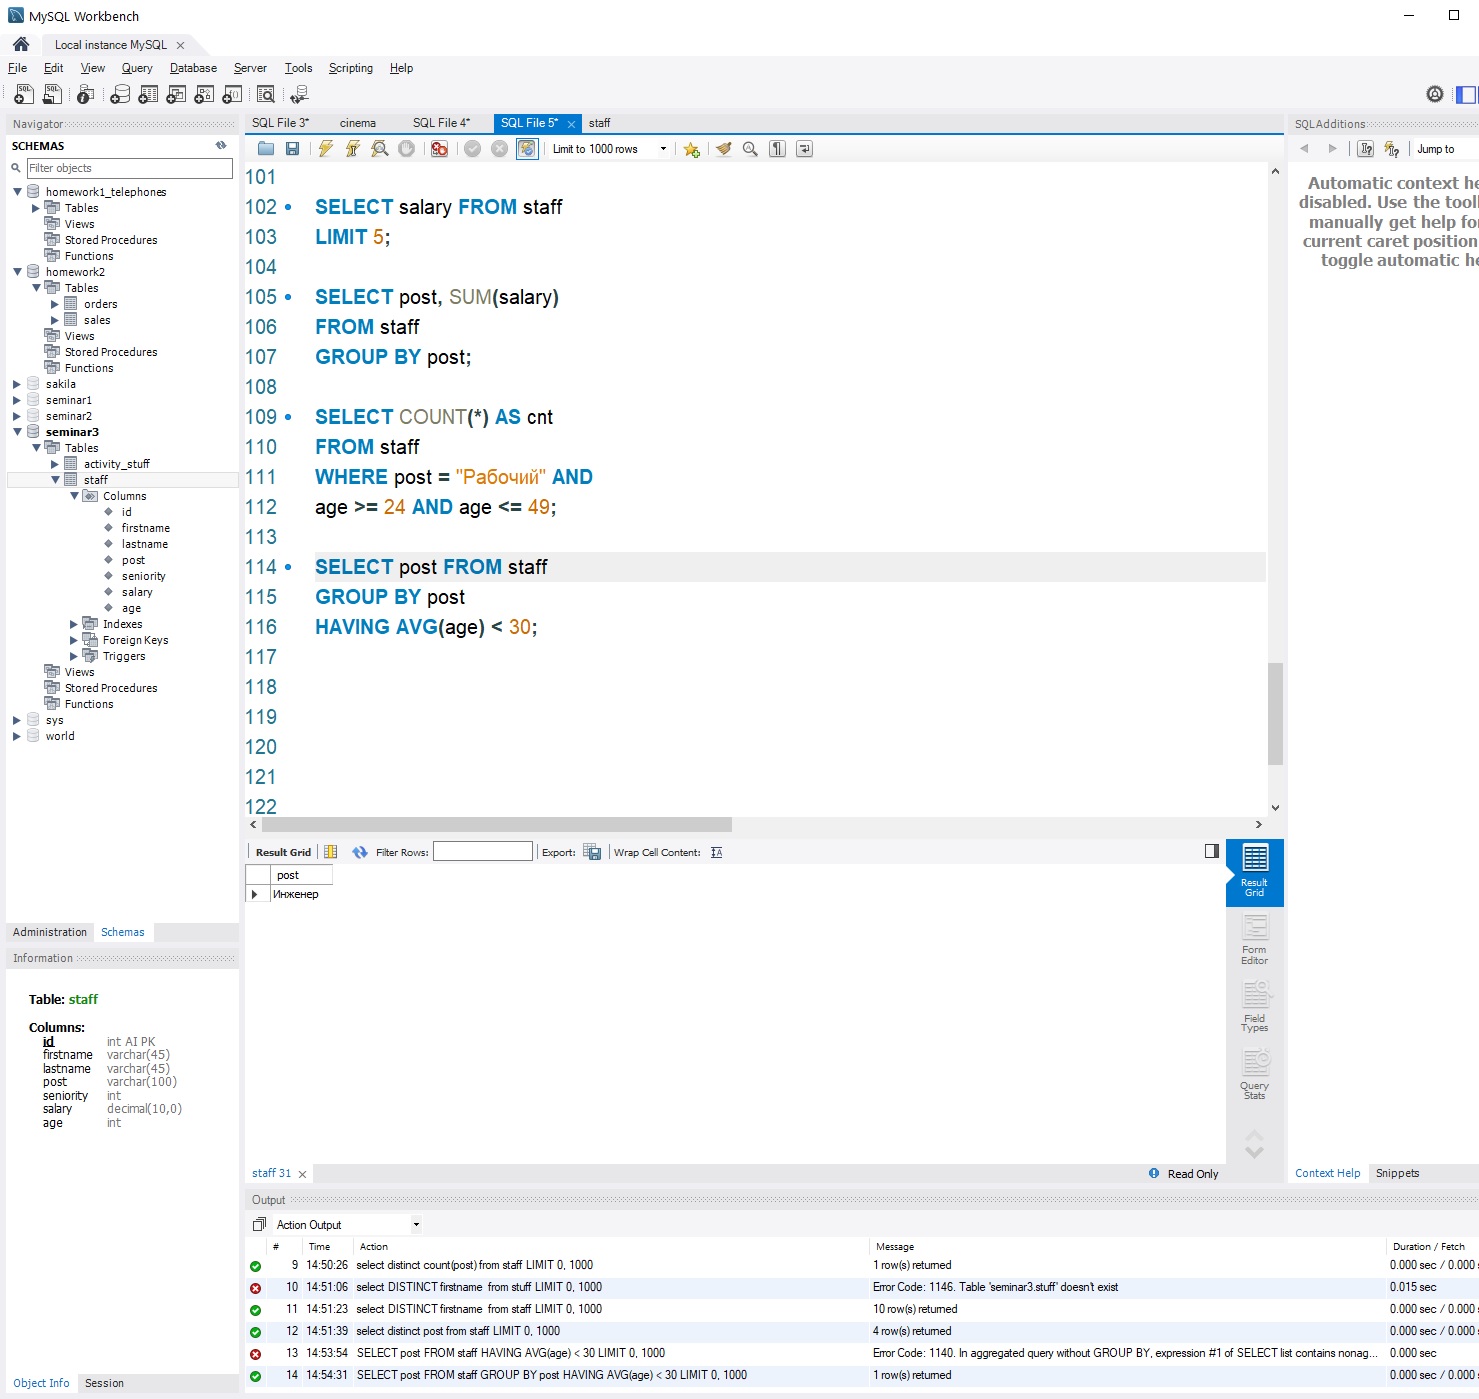 MySQL Workbench
Local instance MySQL
File Edit View Query Database Server Tools Scripting Help
Navigator
SCHEMAS
Filter objects
homework1_telephones
Tables
Views
Stored Procedures
Functions
homework2
Tables
orders
sales
Views
Stored Procedures
Functions
sakila
seminar1
seminar2
seminar3
Tables
activity_stuff
staff
Columns
id
firstname
lastname
post
seniority
salary
age
Indexes
Foreign Keys
Triggers
Views
Stored Procedures
Functions
sys
world
Administration Schemas
Information
Table: staff
Columns:
id int AI PK
firstname varchar(45)
lastname varchar(45)
post varchar(100)
seniority int
salary decimal(10,0)
age int
Object Info Session
SQL File 3* cinema SQL File 4* SQL File 5* staff
Limit to 1000 rows
101
102 SELECT salary FROM staff
103 LIMIT 5;
104
105 SELECT post, SUM(salary)
106 FROM staff
107 GROUP BY post;
108
109 SELECT COUNT(*) AS cnt
110 FROM staff
111 WHERE post = "Рабочий" AND
112 age >= 24 AND age <= 49;
113
114 SELECT post FROM staff
115 GROUP BY post
116 HAVING AVG(age) < 30;
117
118
119
120
121
122
Result Grid Filter Rows: Export: Wrap Cell Content:
post
Инженер
Result
Grid
Form
Editor
Field
Types
Query
Stats
staff 31 Read Only
SQLAdditions
Jump to
Automatic context he
disabled. Use the tooll
manually get help for
current caret position
toggle automatic he
Context Help Snippets
Output
Action Output
# Time Action Message Duration / Fetch
9 14:50:26 select distinct count(post) from staff LIMIT 0, 1000 1 row(s) returned 0.000 sec / 0.000
10 14:51:06 select DISTINCT firstname from stuff LIMIT 0, 1000 Error Code: 1146. Table 'seminar3.stuff' doesn't exist 0.015 sec
11 14:51:23 select DISTINCT firstname from staff LIMIT 0, 1000 10 row(s) returned 0.000 sec / 0.000
12 14:51:39 select distinct post from staff LIMIT 0, 1000 4 row(s) returned 0.000 sec / 0.000
13 14:53:54 SELECT post FROM staff HAVING AVG(age) < 30 LIMIT 0, 1000 Error Code: 1140. In aggregated query without GROUP BY, expression #1 of SELECT list contains nonag... 0.000 sec
14 14:54:31 SELECT post FROM staff GROUP BY post HAVING AVG(age) < 30 LIMIT 0, 1000 1 row(s) returned 0.000 sec / 0.000